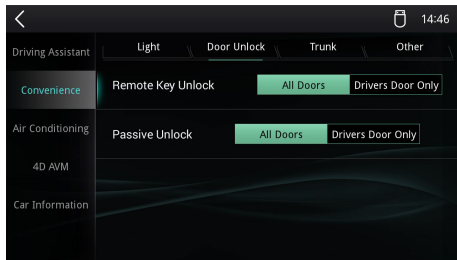 14:46
Driving Assistant
Light
Door Unlock
Trunk
Other
Convenience
Remote Key Unlock
All Doors
Drivers Door Only
Air Conditioning
Passive Unlock
All Doors
Drivers Door Only
4D AVM
Car Information